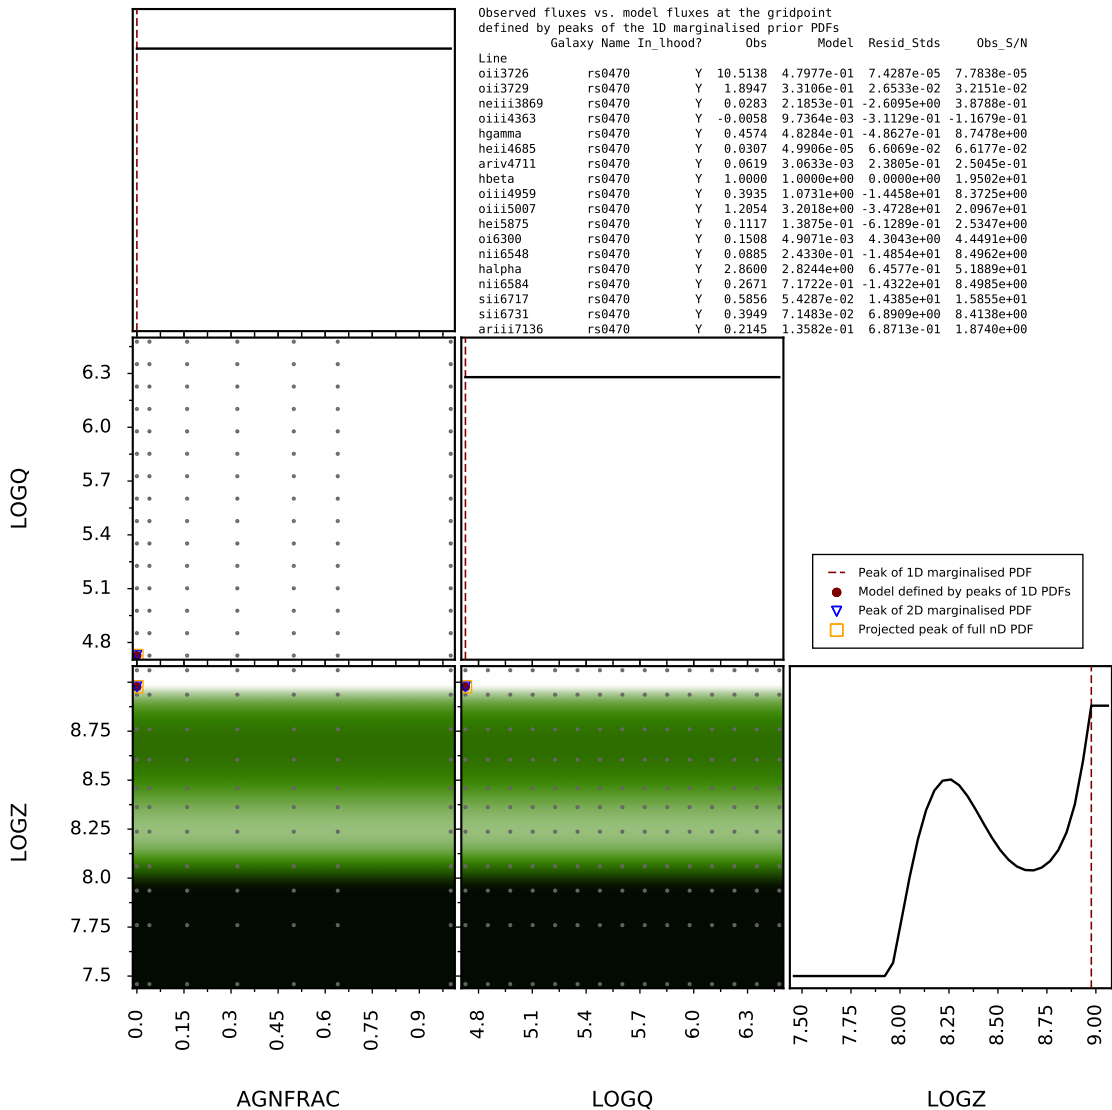 Observed fluxes vs. model fluxes at the gridpoint
defined by peaks of the 1D marginalised prior PDFs
Galaxy Name In_lhood? Obs Model Resid_Stds Obs_S/N
Line
oii3726 rs0470 Y 10.5138 4.7977e-01 7.4287e-05 7.7838e-05
oii3729 rs0470 Y 1.8947 3.3106e-01 2.6533e-02 3.2151e-02
neiii3869 rs0470 Y 0.0283 2.1853e-01 -2.6095e+00 3.8788e-01
oiii4363 rs0470 Y -0.0058 9.7364e-03 -3.1129e-01 -1.1679e-01
hgamma rs0470 Y 0.4574 4.8284e-01 -4.8627e-01 8.7478e+00
heii4685 rs0470 Y 0.0307 4.9906e-05 6.6069e-02 6.6177e-02
ariv4711 rs0470 Y 0.0619 3.0633e-03 2.3805e-01 2.5045e-01
hbeta rs0470 Y 1.0000 1.0000e+00 0.0000e+00 1.9502e+01
oiii4959 rs0470 Y 0.3935 1.0731e+00 -1.4458e+01 8.3725e+00
oiii5007 rs0470 Y 1.2054 3.2018e+00 -3.4728e+01 2.0967e+01
hei5875 rs0470 Y 0.1117 1.3875e-01 -6.1289e-01 2.5347e+00
oi6300 rs0470 Y 0.1508 4.9071e-03 4.3043e+00 4.4491e+00
nii6548 rs0470 Y 0.0885 2.4330e-01 -1.4854e+01 8.4962e+00
halpha rs0470 Y 2.8600 2.8244e+00 6.4577e-01 5.1889e+01
nii6584 rs0470 Y 0.2671 7.1722e-01 -1.4322e+01 8.4985e+00
sii6717 rs0470 Y 0.5856 5.4287e-02 1.4385e+01 1.5855e+01
sii6731 rs0470 Y 0.3949 7.1483e-02 6.8909e+00 8.4138e+00
ariii7136 rs0470 Y 0.2145 1.3582e-01 6.8713e-01 1.8740e+00
6.3
6.0
5.7
5.4
5.1
4.8
LOGQ
Peak of 1D marginalised PDF
Model defined by peaks of 1D PDFs
Peak of 2D marginalised PDF
Projected peak of full nD PDF
8.75
8.5
8.25
8.0
7.75
7.5
LOGZ
0.0 0.15 0.3 0.45 0.6 0.75 0.9
4.8 5.1 5.4 5.7 6.0 6.3
7.50 7.75 8.00 8.25 8.50 8.75 9.00
AGNFRAC LOGQ LOGZ